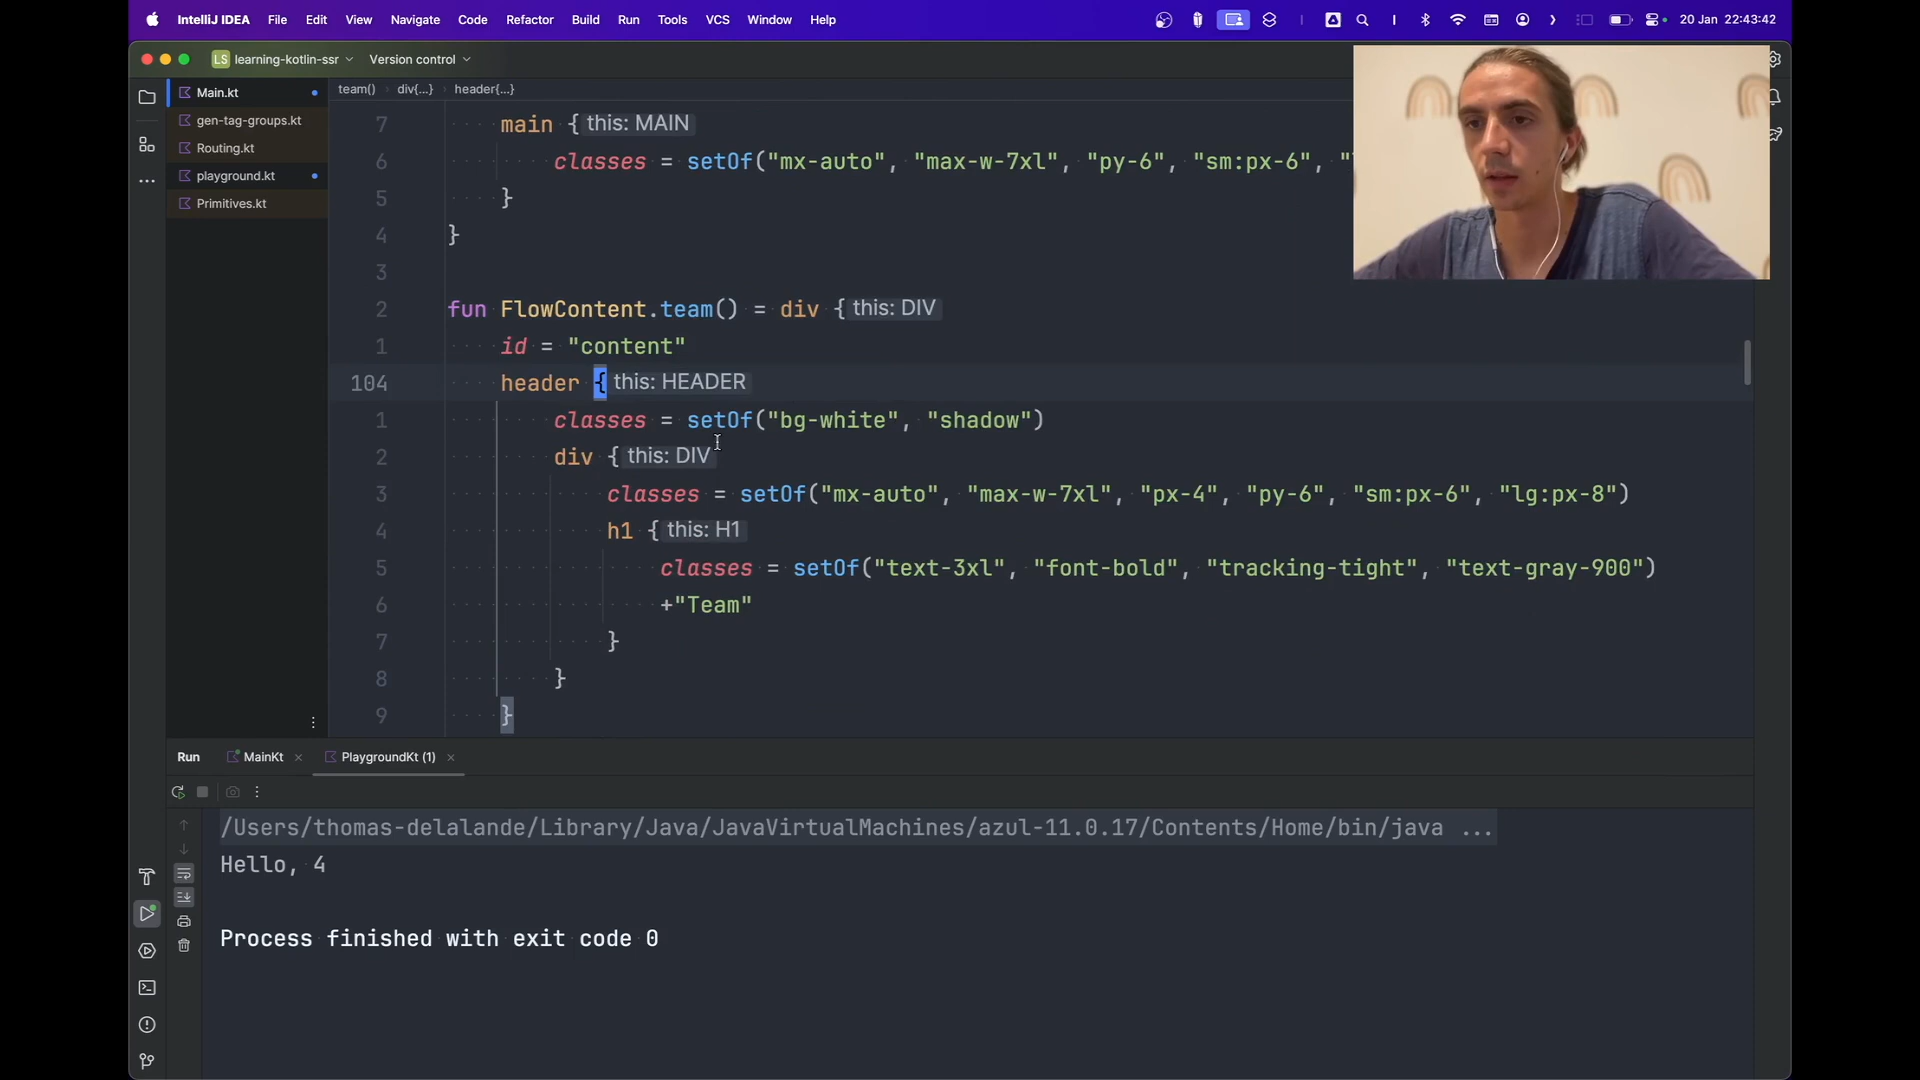 IntelliJ IDEA File Edit View Navigate Code Refactor Build Run Tools VCS Window Help 20 Jan 22:43:42
LS learning-kotlin-ssr Version control
Main.kt
gen-tag-groups.kt
Routing.kt
playground.kt
Primitives.kt
team() div{...} header{...}
7 main { this: MAIN
6 classes = setOf("mx-auto", "max-w-7xl", "py-6", "sm:px-6", "
5 }
4 }
3
2 fun FlowContent.team() = div { this: DIV
1 id = "content"
104 header { this: HEADER
1 classes = setOf("bg-white", "shadow")
2 div { this: DIV
3 classes = setOf("mx-auto", "max-w-7xl", "px-4", "py-6", "sm:px-6", "lg:px-8")
4 h1 { this: H1
5 classes = setOf("text-3xl", "font-bold", "tracking-tight", "text-gray-900")
6 +"Team"
7 }
8 }
9 }
Run MainKt PlaygroundKt (1)
/Users/thomas-delalande/Library/Java/JavaVirtualMachines/azul-11.0.17/Contents/Home/bin/java ...
Hello, 4
Process finished with exit code 0